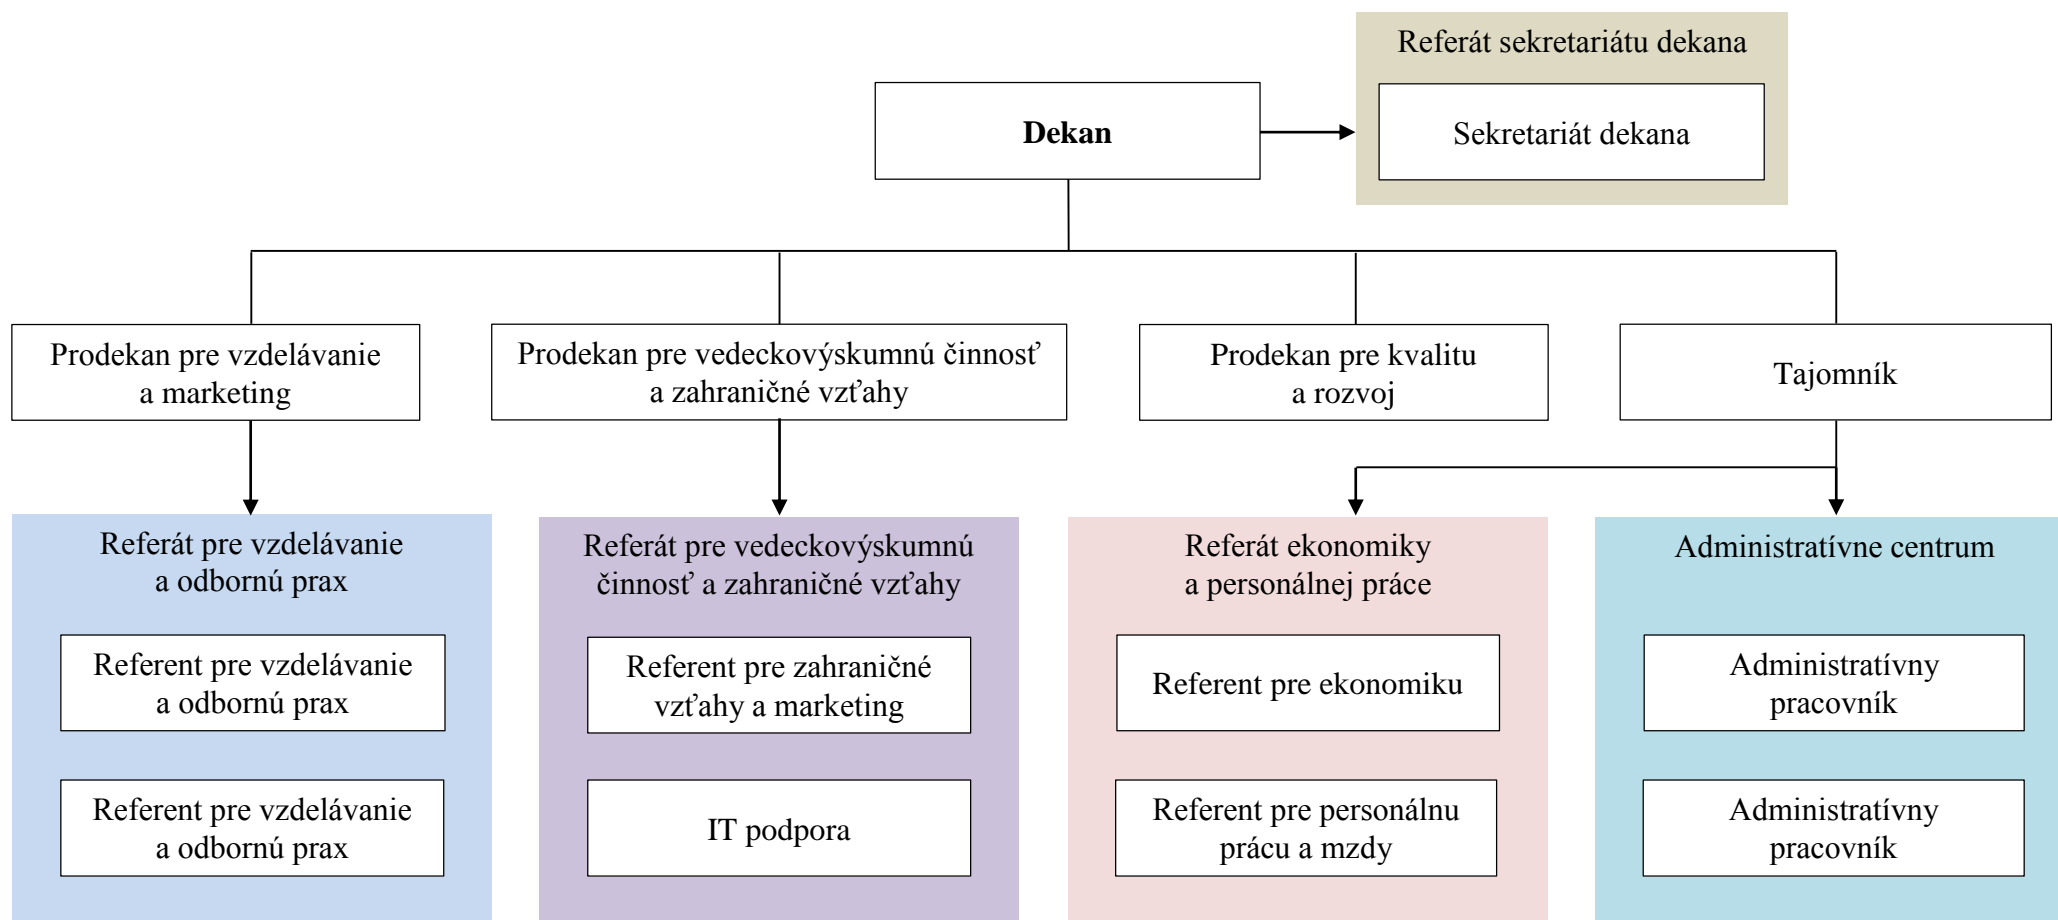 Referát sekretariátu dekana
Dekan
Sekretariát dekana
Prodekan pre vzdelávanie
a marketing
Prodekan pre vedeckovýskumnú činnosť
a zahraničné vzťahy
Prodekan pre kvalitu
a rozvoj
Tajomník
Referát pre vzdelávanie
a odbornú prax
Referent pre vzdelávanie
a odbornú prax
Referent pre vzdelávanie
a odbornú prax
Referát pre vedeckovýskumnú
činnosť a zahraničné vzťahy
Referent pre zahraničné
vzťahy a marketing
IT podpora
Referát ekonomiky
a personálnej práce
Referent pre ekonomiku
Referent pre personálnu
prácu a mzdy
Administratívne centrum
Administratívny
pracovník
Administratívny
pracovník